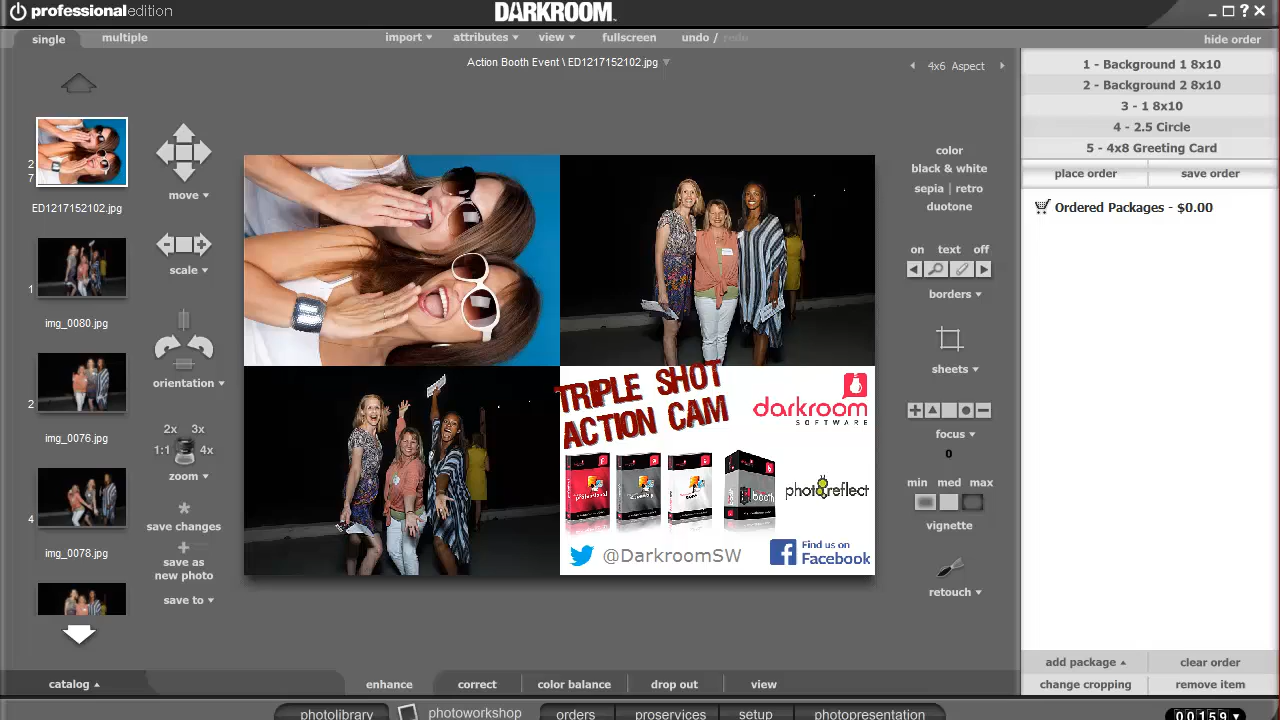 professionaledition
DARKROOM
single
multiple
import
attributes
view
fullscreen
undo / redo
hide order
Action Booth Event \ ED1217152102.jpg
4x6 Aspect
1 - Background 1 8x10
2 - Background 2 8x10
3 - 1 8x10
4 - 2.5 Circle
5 - 4x8 Greeting Card
place order
save order
Ordered Packages - $0.00
2
7
ED1217152102.jpg
1
img_0080.jpg
2
img_0076.jpg
4
img_0078.jpg
move
scale
orientation
2x 3x
1:1 4x
zoom
save changes
save as
new photo
save to
TRIPLE SHOT
ACTION CAM
darkroom
SOFTWARE
photoreflect
@DarkroomSW
Find us on
Facebook
color
black & white
sepia | retro
duotone
on text off
borders
sheets
focus
0
min med max
vignette
retouch
add package
clear order
change cropping
remove item
catalog
enhance
correct
color balance
drop out
view
photolibrary
photoworkshop
orders
proservices
setup
photopresentation
00159